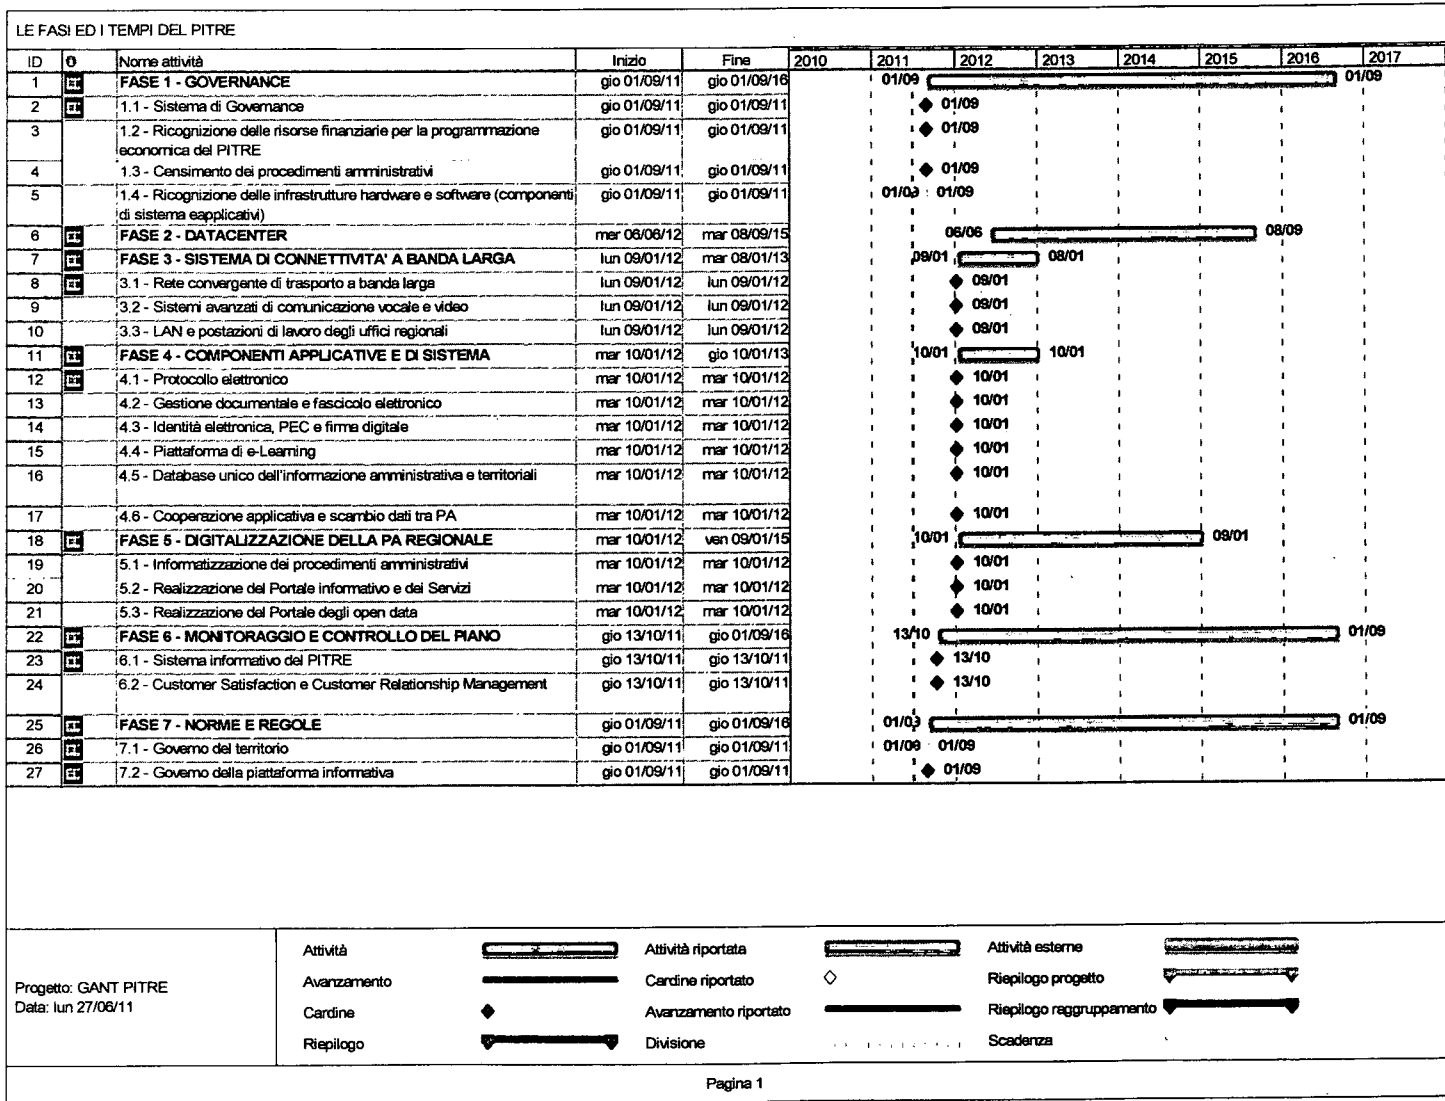 LE FASI ED I TEMPI DEL PITRE
ID Nome attività Inizio Fine 2010 2011 2012 2013 2014 2015 2016 2017
1 FASE 1 - GOVERNANCE gio 01/09/11 gio 01/09/16 01/09 01/09
2 1.1 - Sistema di Governance gio 01/09/11 gio 01/09/11 01/09
3 1.2 - Ricognizione delle risorse finanziarie per la programmazione gio 01/09/11 gio 01/09/11 01/09
economica del PITRE
4 1.3 - Censimento dei procedimenti amministrativi gio 01/09/11 gio 01/09/11 01/09
5 1.4 - Ricognizione delle infrastrutture hardware e software (componenti gio 01/09/11 gio 01/09/11 01/09 01/09
di sistema eapplicativi)
6 FASE 2 - DATACENTER mer 06/06/12 mar 08/09/15 06/06 08/09
7 FASE 3 - SISTEMA DI CONNETTIVITA' A BANDA LARGA lun 09/01/12 mar 08/01/13 09/01 08/01
8 3.1 - Rete convergente di trasporto a banda larga lun 09/01/12 lun 09/01/12 09/01
9 3.2 - Sistemi avanzati di comunicazione vocale e video lun 09/01/12 lun 09/01/12 09/01
10 3.3 - LAN e postazioni di lavoro degli uffici regionali lun 09/01/12 lun 09/01/12 09/01
11 FASE 4 - COMPONENTI APPLICATIVE E DI SISTEMA mar 10/01/12 gio 10/01/13 10/01 10/01
12 4.1 - Protocollo elettronico mar 10/01/12 mar 10/01/12 10/01
13 4.2 - Gestione documentale e fascicolo elettronico mar 10/01/12 mar 10/01/12 10/01
14 4.3 - Identità elettronica, PEC e firma digitale mar 10/01/12 mar 10/01/12 10/01
15 4.4 - Piattaforma di e-Learning mar 10/01/12 mar 10/01/12 10/01
16 4.5 - Database unico dell'informazione amministrativa e territoriali mar 10/01/12 mar 10/01/12 10/01
17 4.6 - Cooperazione applicativa e scambio dati tra PA mar 10/01/12 mar 10/01/12 10/01
18 FASE 5 - DIGITALIZZAZIONE DELLA PA REGIONALE mar 10/01/12 ven 09/01/15 10/01 09/01
19 5.1 - Informatizzazione dei procedimenti amministrativi mar 10/01/12 mar 10/01/12 10/01
20 5.2 - Realizzazione del Portale informativo e dei Servizi mar 10/01/12 mar 10/01/12 10/01
21 5.3 - Realizzazione del Portale degli open data mar 10/01/12 mar 10/01/12 10/01
22 FASE 6 - MONITORAGGIO E CONTROLLO DEL PIANO gio 13/10/11 gio 01/09/16 13/10 01/09
23 6.1 - Sistema informativo del PITRE gio 13/10/11 gio 13/10/11 13/10
24 6.2 - Customer Satisfaction e Customer Relationship Management gio 13/10/11 gio 13/10/11 13/10
25 FASE 7 - NORME E REGOLE gio 01/09/11 gio 01/09/16 01/09 01/09
26 7.1 - Governo del territorio gio 01/09/11 gio 01/09/11 01/09 01/09
27 7.2 - Governo della piattaforma informativa gio 01/09/11 gio 01/09/11 01/09
Progetto: GANT PITRE
Data: lun 27/06/11
Attività Attività riportata Attività esterne
Avanzamento Cardine riportato Riepilogo progetto
Cardine Avanzamento riportato Riepilogo raggruppamento
Riepilogo Divisione Scadenza
Pagina 1